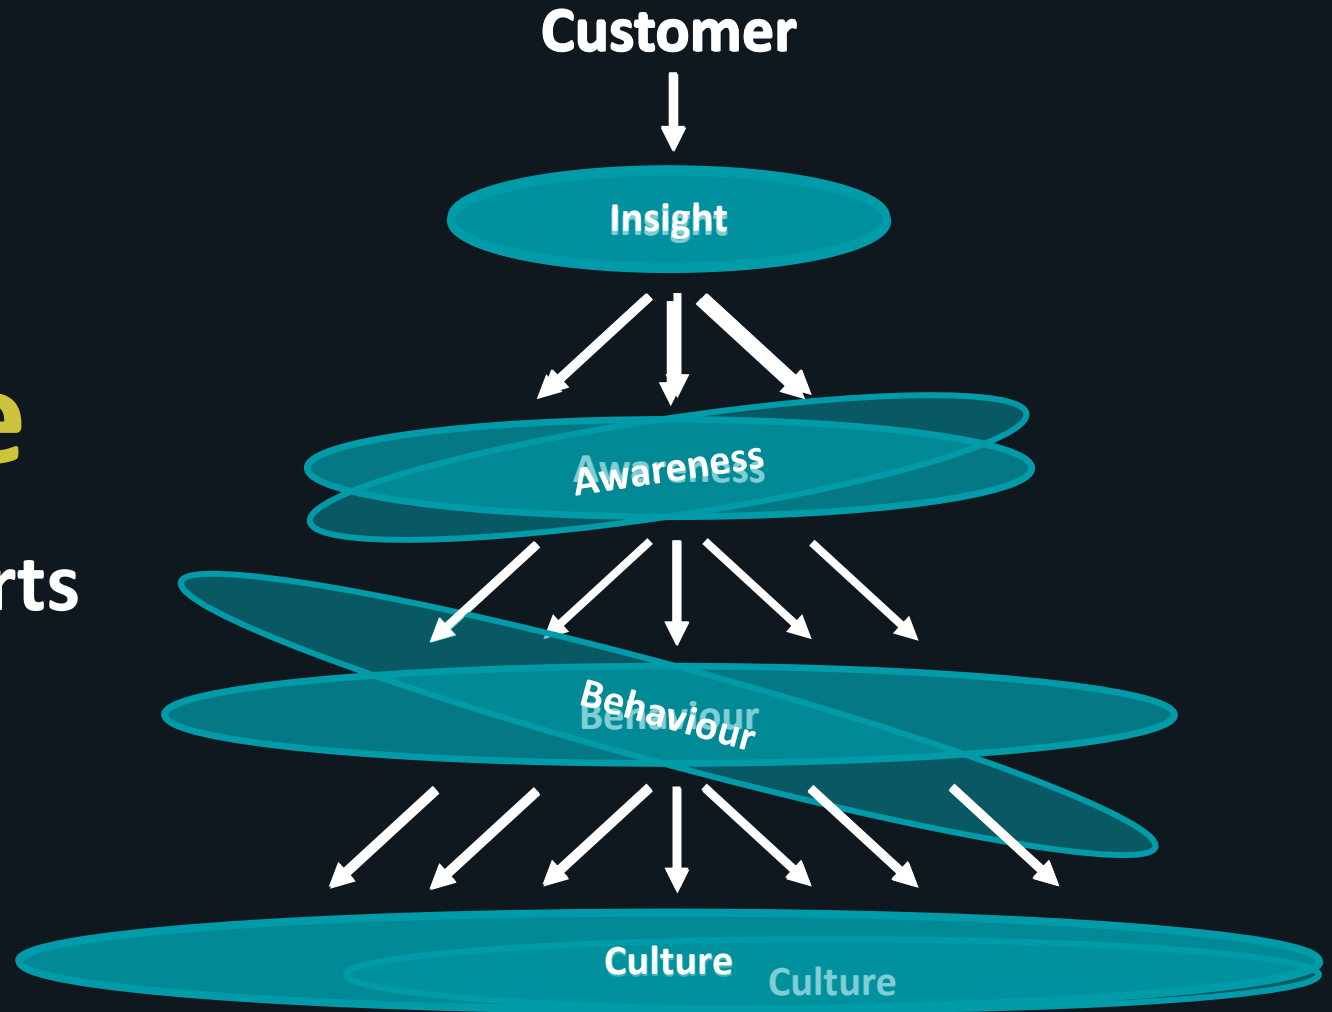 Customer
Insight
Awareness
Awareness
e
rts
Behaviour
Behaviour
Culture
Culture